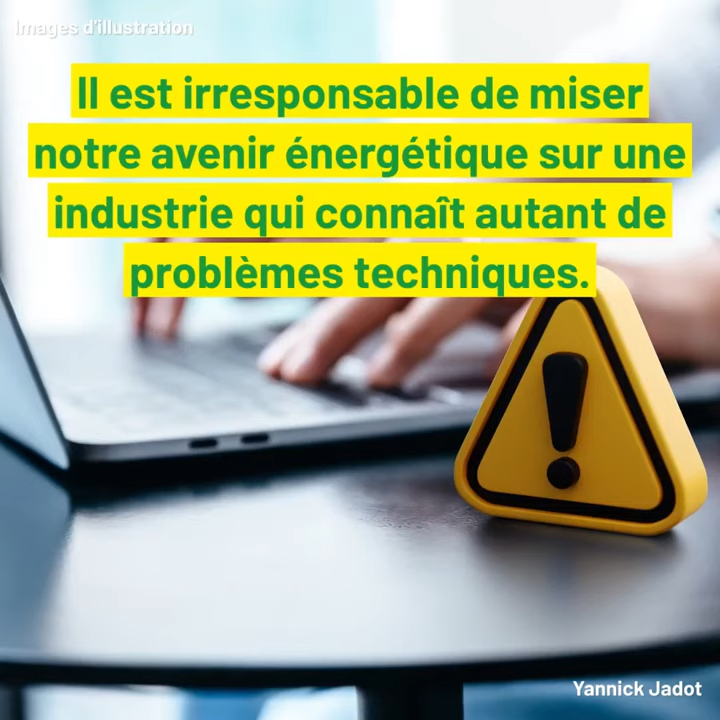 Images d'illustration
Il est irresponsable de miser
notre avenir énergétique sur une
industrie qui connaît autant de
problèmes techniques.
Yannick Jadot